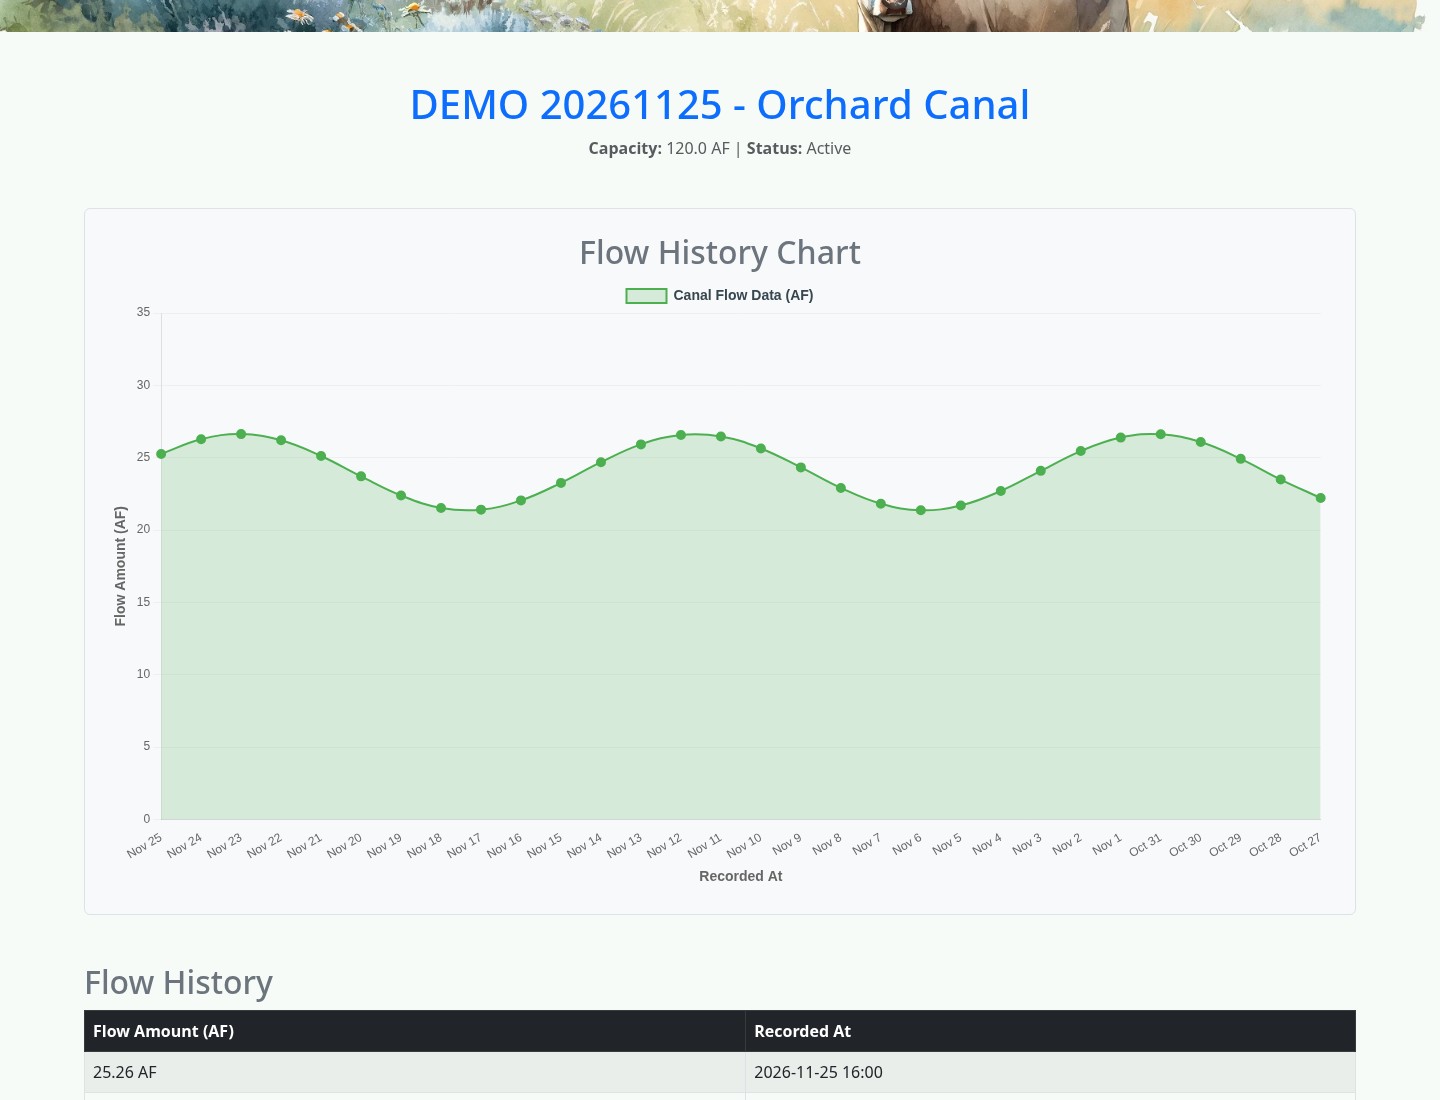 DEMO 20261125 - Orchard Canal
Capacity: 120.0 AF | Status: Active
Flow History Chart
Canal Flow Data (AF)
35
30
25
20
15
10
5
0
Flow Amount (AF)
Nov 25 Nov 24 Nov 23 Nov 22 Nov 21 Nov 20 Nov 19 Nov 18 Nov 17 Nov 16 Nov 15 Nov 14 Nov 13 Nov 12 Nov 11 Nov 10 Nov 9 Nov 8 Nov 7 Nov 6 Nov 5 Nov 4 Nov 3 Nov 2 Nov 1 Oct 31 Oct 30 Oct 29 Oct 28 Oct 27
Recorded At
Flow History
Flow Amount (AF) Recorded At
25.26 AF 2026-11-25 16:00